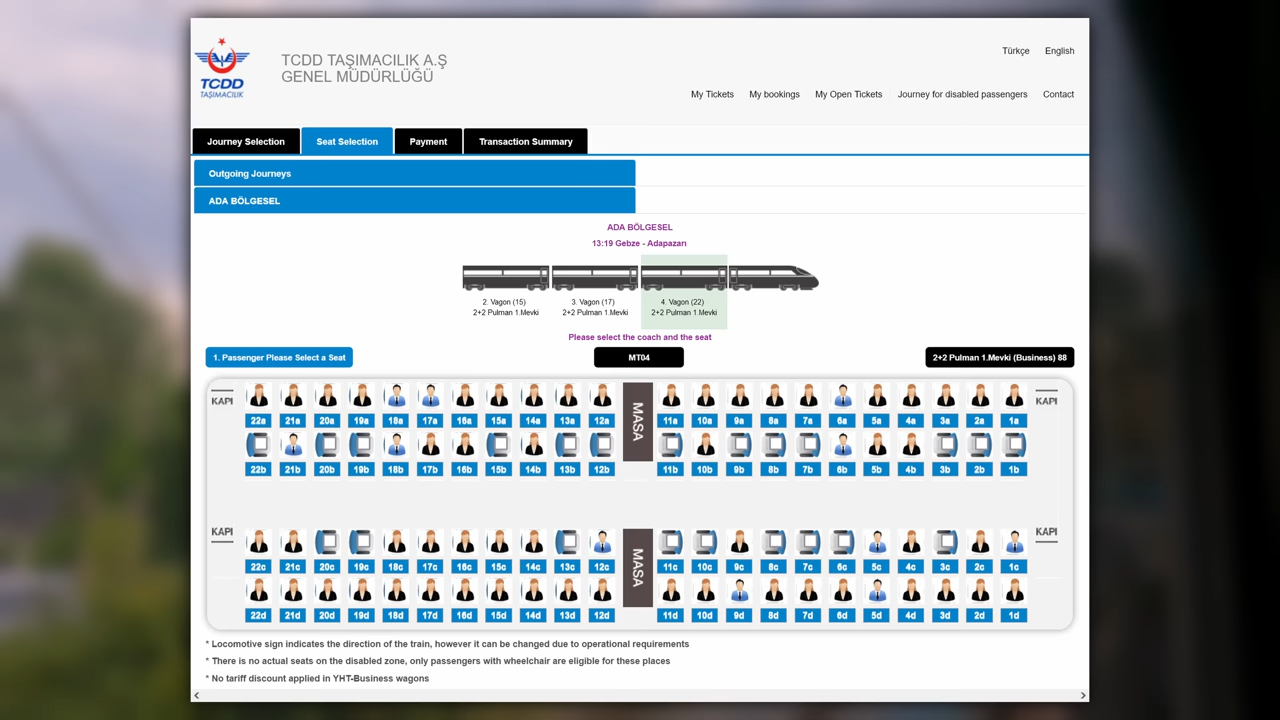 TCDD
TAŞIMACILIK
TCDD TAŞIMACILIK A.Ş
GENEL MÜDÜRLÜĞÜ
Türkçe English
My Tickets My bookings My Open Tickets Journey for disabled passengers Contact
Journey Selection Seat Selection Payment Transaction Summary
Outgoing Journeys
ADA BÖLGESEL
ADA BÖLGESEL
13:19 Gebze - Adapazarı
2. Vagon (15) 3. Vagon (17) 4. Vagon (22)
2+2 Pulman 1.Mevki 2+2 Pulman 1.Mevki 2+2 Pulman 1.Mevki
Please select the coach and the seat
1. Passenger Please Select a Seat MT04 2+2 Pulman 1.Mevki (Business) 88
KAPI MASA KAPI
22a 21a 20a 19a 18a 17a 16a 15a 14a 13a 12a 11a 10a 9a 8a 7a 6a 5a 4a 3a 2a 1a
22b 21b 20b 19b 18b 17b 16b 15b 14b 13b 12b 11b 10b 9b 8b 7b 6b 5b 4b 3b 2b 1b
KAPI MASA KAPI
22c 21c 20c 19c 18c 17c 16c 15c 14c 13c 12c 11c 10c 9c 8c 7c 6c 5c 4c 3c 2c 1c
22d 21d 20d 19d 18d 17d 16d 15d 14d 13d 12d 11d 10d 9d 8d 7d 6d 5d 4d 3d 2d 1d
* Locomotive sign indicates the direction of the train, however it can be changed due to operational requirements
* There is no actual seats on the disabled zone, only passengers with wheelchair are eligible for these places
* No tariff discount applied in YHT-Business wagons